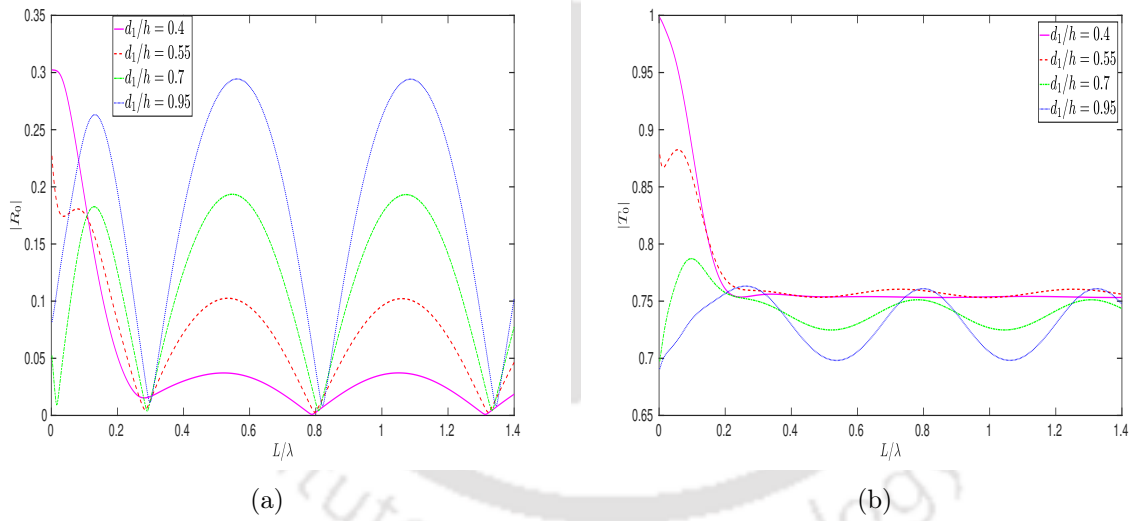 0.35
0.3
0.25
0.2
0.15
0.1
0.05
0
|R₀|
d₁/h = 0.4
d₁/h = 0.55
d₁/h = 0.7
d₁/h = 0.95
0 0.2 0.4 0.6 0.8 1 1.2 1.4
L/λ
(a)
1
0.95
0.9
0.85
0.8
0.75
0.7
0.65
|T₀|
d₁/h = 0.4
d₁/h = 0.55
d₁/h = 0.7
d₁/h = 0.95
0 0.2 0.4 0.6 0.8 1 1.2 1.4
L/λ
(b)